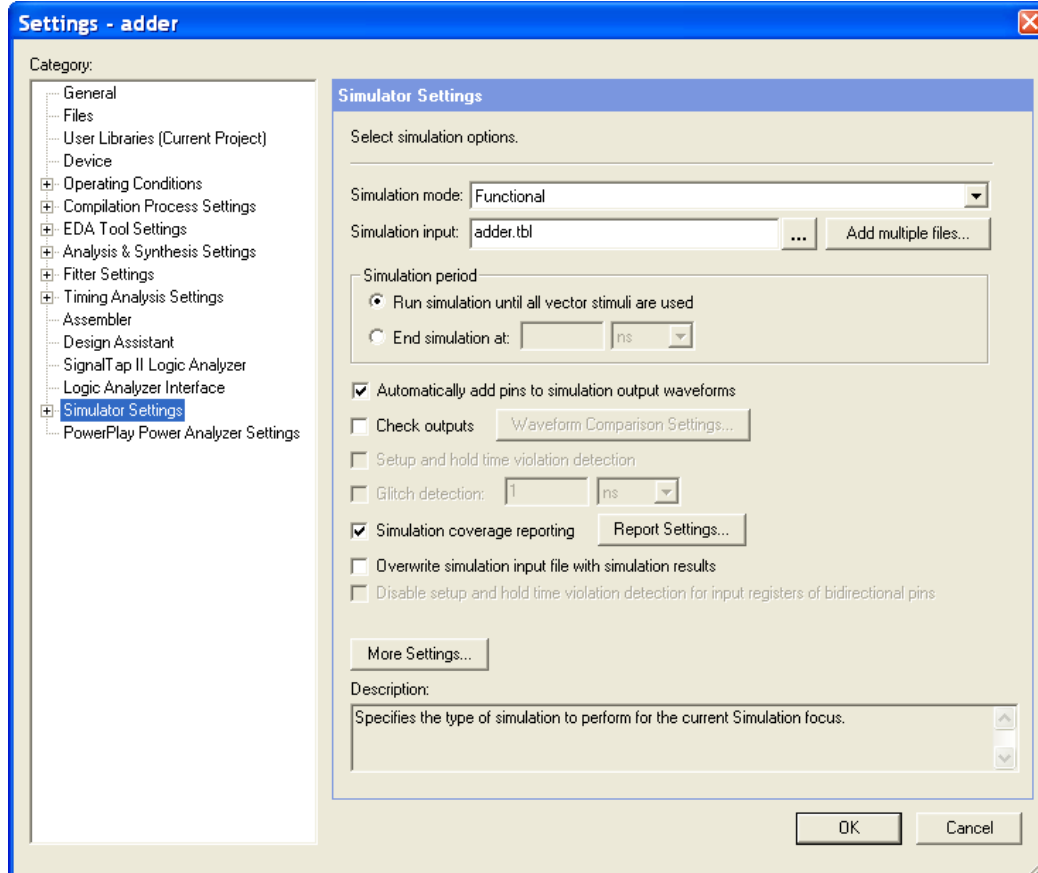 Settings - adder
Category:
General
Files
User Libraries (Current Project)
Device
Operating Conditions
Compilation Process Settings
EDA Tool Settings
Analysis & Synthesis Settings
Fitter Settings
Timing Analysis Settings
Assembler
Design Assistant
SignalTap II Logic Analyzer
Logic Analyzer Interface
Simulator Settings
PowerPlay Power Analyzer Settings
Simulator Settings
Select simulation options.
Simulation mode: Functional
Simulation input: adder.tbl ... Add multiple files...
Simulation period
Run simulation until all vector stimuli are used
End simulation at: ns
Automatically add pins to simulation output waveforms
Check outputs Waveform Comparison Settings...
Setup and hold time violation detection
Glitch detection: 1 ns
Simulation coverage reporting Report Settings...
Overwrite simulation input file with simulation results
Disable setup and hold time violation detection for input registers of bidirectional pins
More Settings...
Description:
Specifies the type of simulation to perform for the current Simulation focus.
OK Cancel